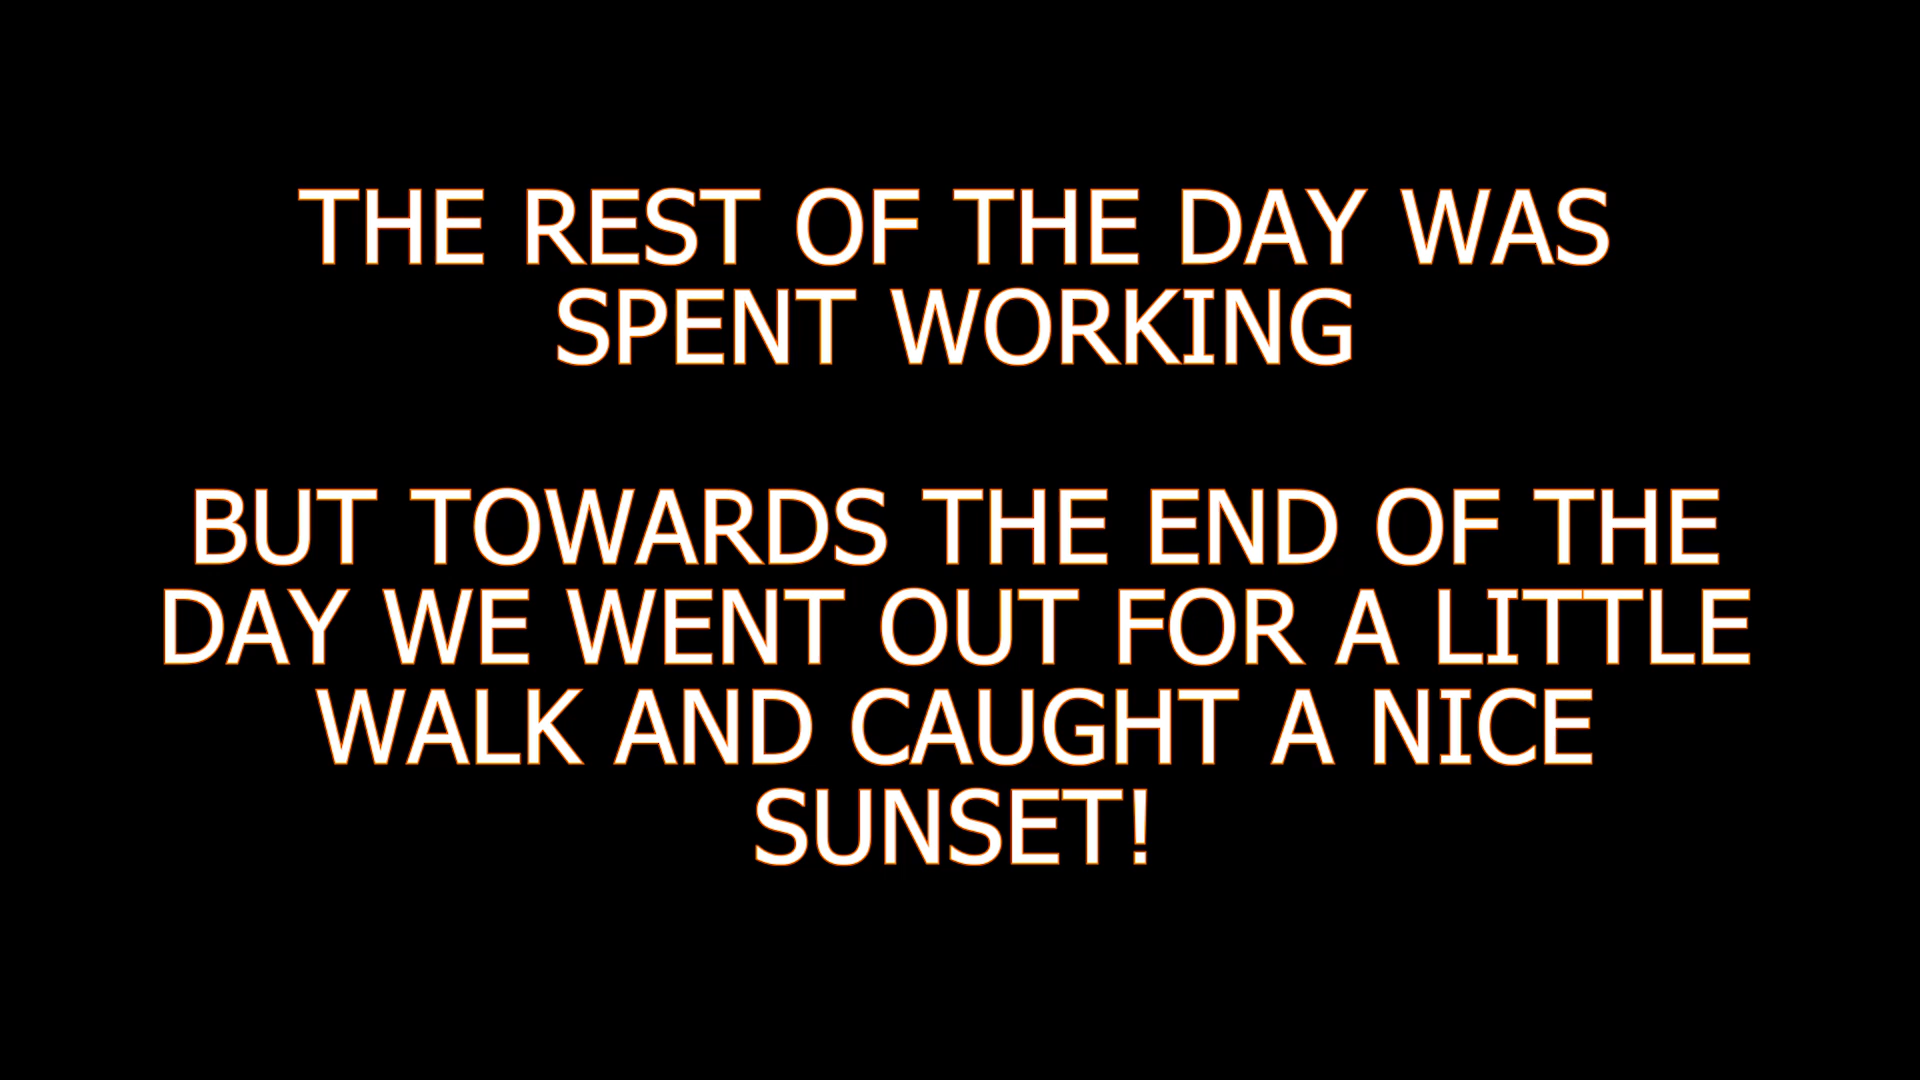 THE REST OF THE DAY WAS
SPENT WORKING
BUT TOWARDS THE END OF THE
DAY WE WENT OUT FOR A LITTLE
WALK AND CAUGHT A NICE
SUNSET!